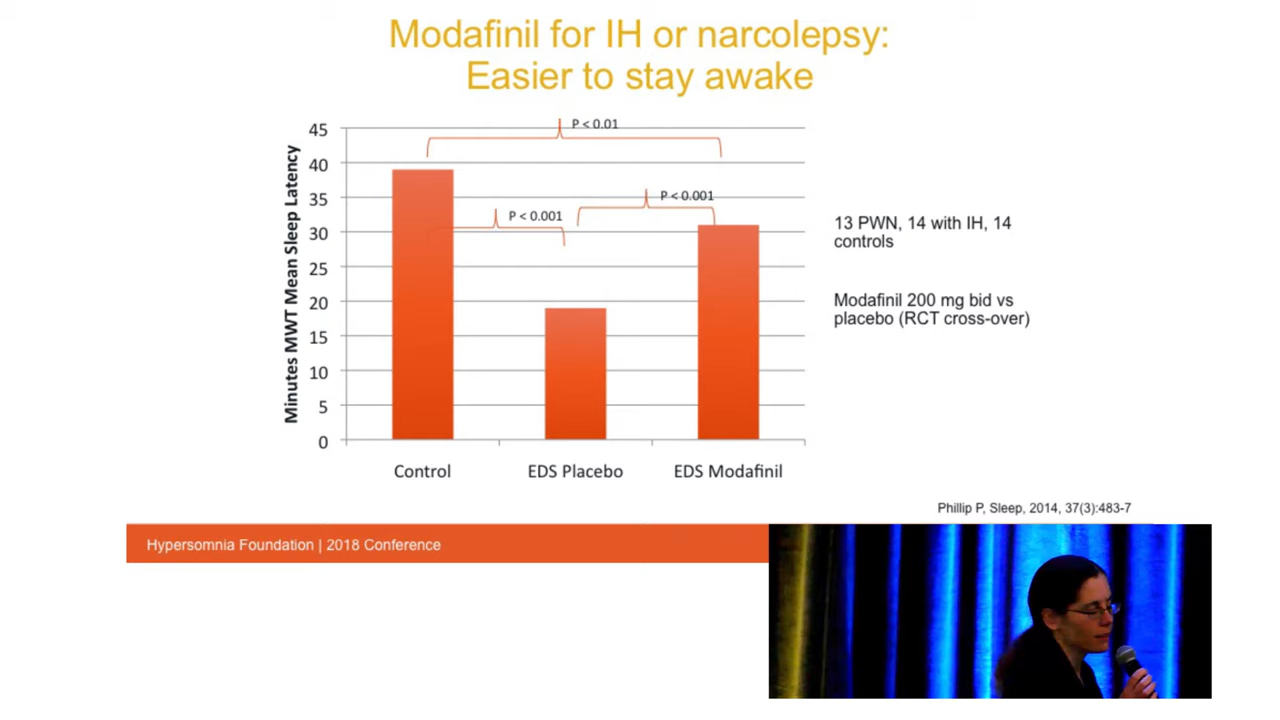 Modafinil for IH or narcolepsy:
Easier to stay awake
P < 0.01
P < 0.001
P < 0.001
Minutes MWT Mean Sleep Latency
45
40
35
30
25
20
15
10
5
0
Control
EDS Placebo
EDS Modafinil
13 PWN, 14 with IH, 14
controls
Modafinil 200 mg bid vs
placebo (RCT cross-over)
Phillip P, Sleep, 2014, 37(3):483-7
Hypersomnia Foundation | 2018 Conference